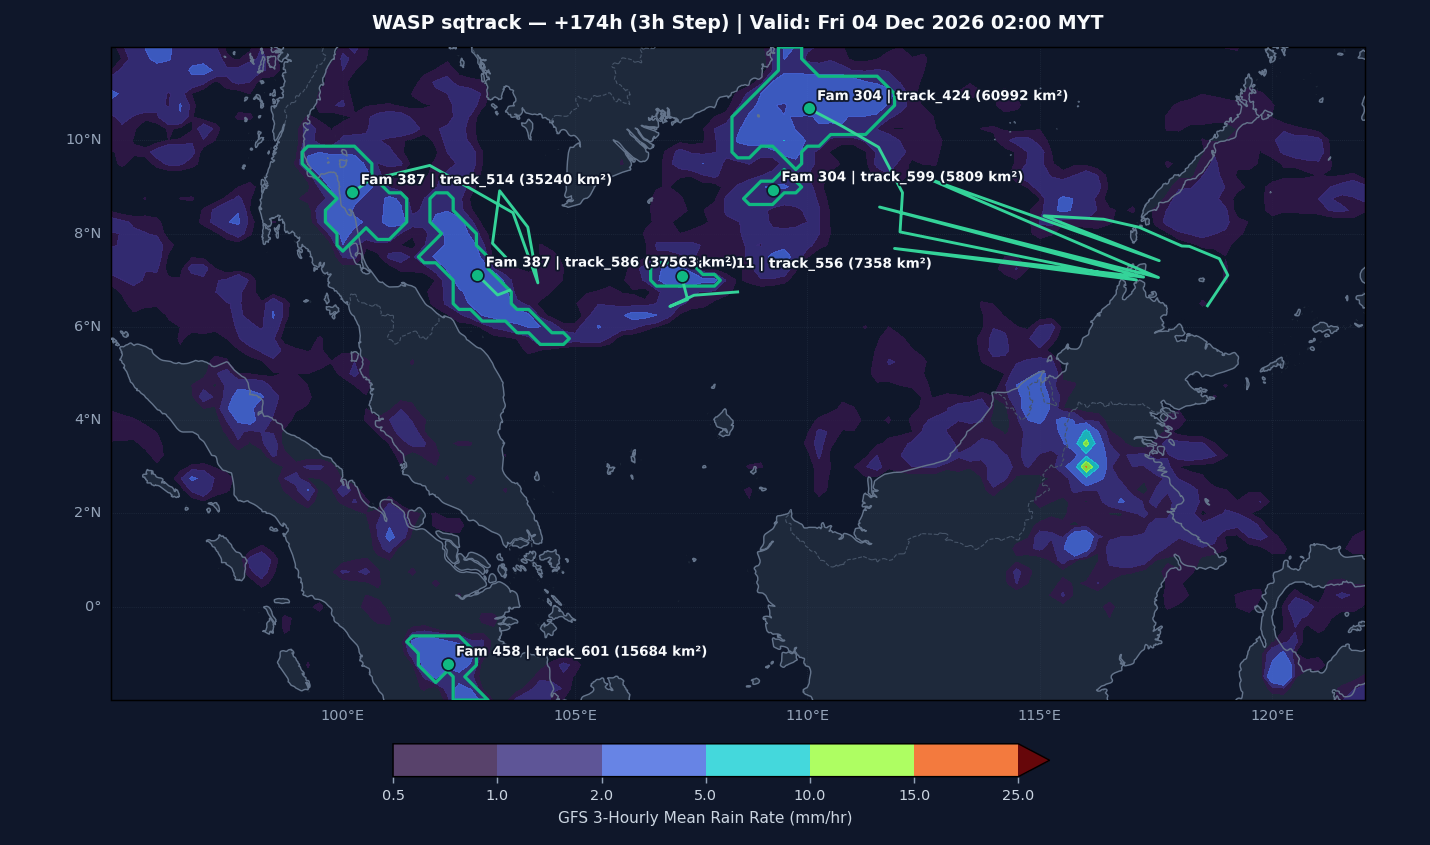 WASP sqtrack — +174h (3h Step) | Valid: Fri 04 Dec 2026 02:00 MYT
Fam 304 | track_424 (60992 km²)
10°N
Fam 387 | track_514 (35240 km²)
Fam 304 | track_599 (5809 km²)
8°N
Fam 387 | track_586 (37563 km²)
11 | track_556 (7358 km²)
6°N
4°N
2°N
0°
Fam 458 | track_601 (15684 km²)
100°E 105°E 110°E 115°E 120°E
0.5 1.0 2.0 5.0 10.0 15.0 25.0
GFS 3-Hourly Mean Rain Rate (mm/hr)